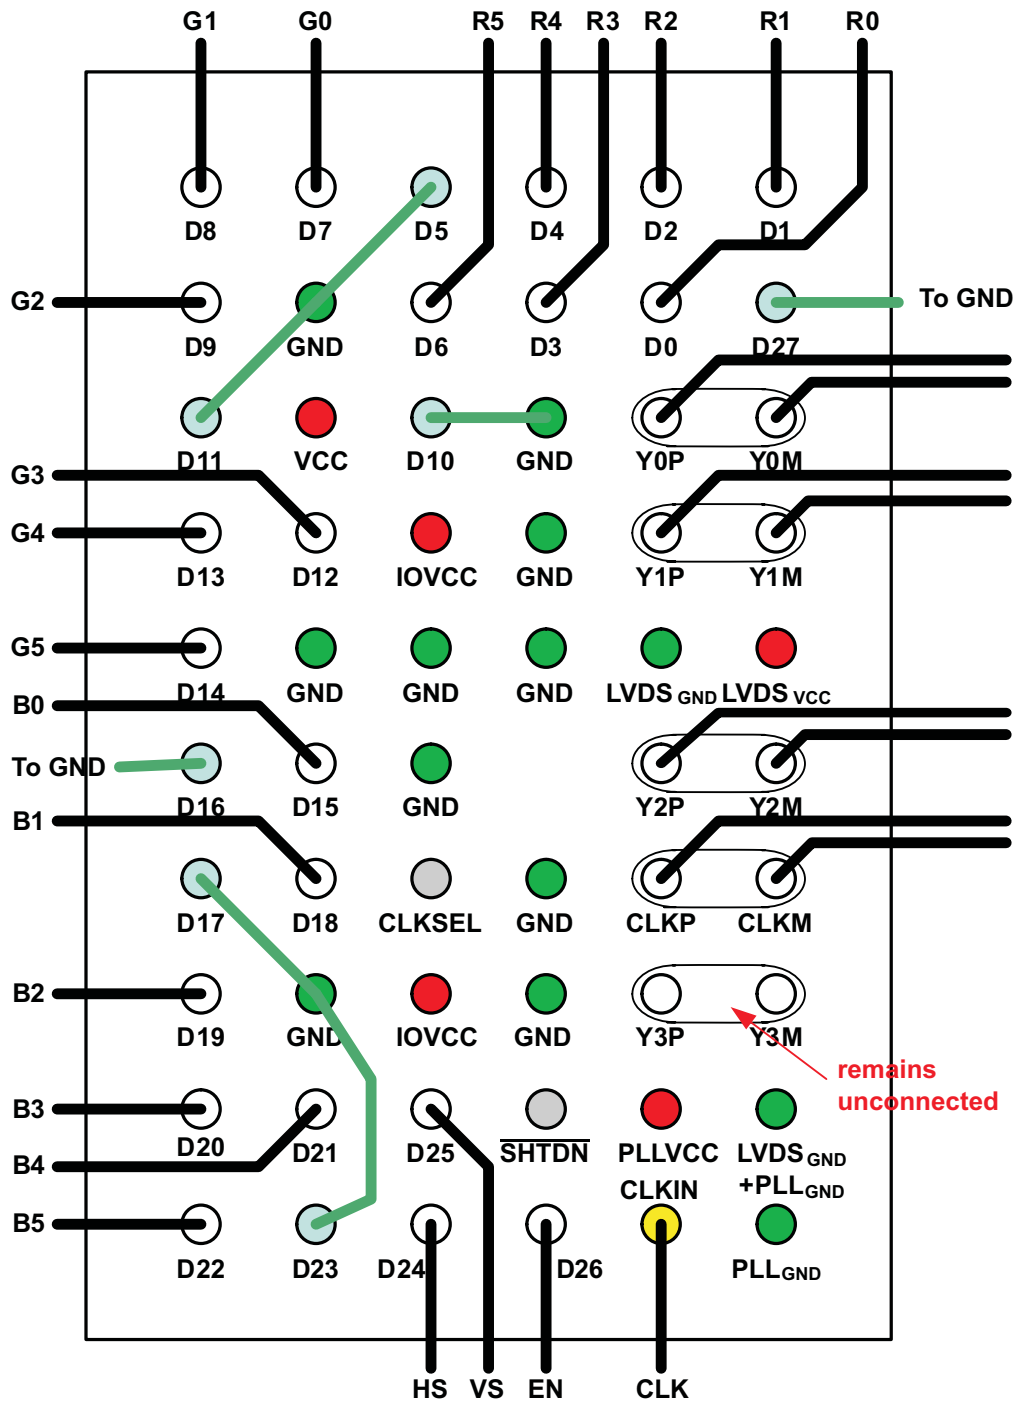 G1 G0 R5 R4 R3 R2 R1 R0
D8 D7 D5 D4 D2 D1
G2 To GND
D9 GND D6 D3 D0 D27
D11 VCC D10 GND Y0P Y0M
G3
G4
D13 D12 IOVCC GND Y1P Y1M
G5
D14 GND GND GND LVDS GND LVDS VCC
B0
To GND
D16 D15 GND Y2P Y2M
B1
D17 D18 CLKSEL GND CLKP CLKM
B2
D19 GND IOVCC GND Y3P Y3M
remains
unconnected
B3
D20 D21 D25 SHTDN PLLVCC LVDS GND
B4
CLKIN +PLL GND
B5
D22 D23 D24 D26 PLL GND
HS VS EN CLK